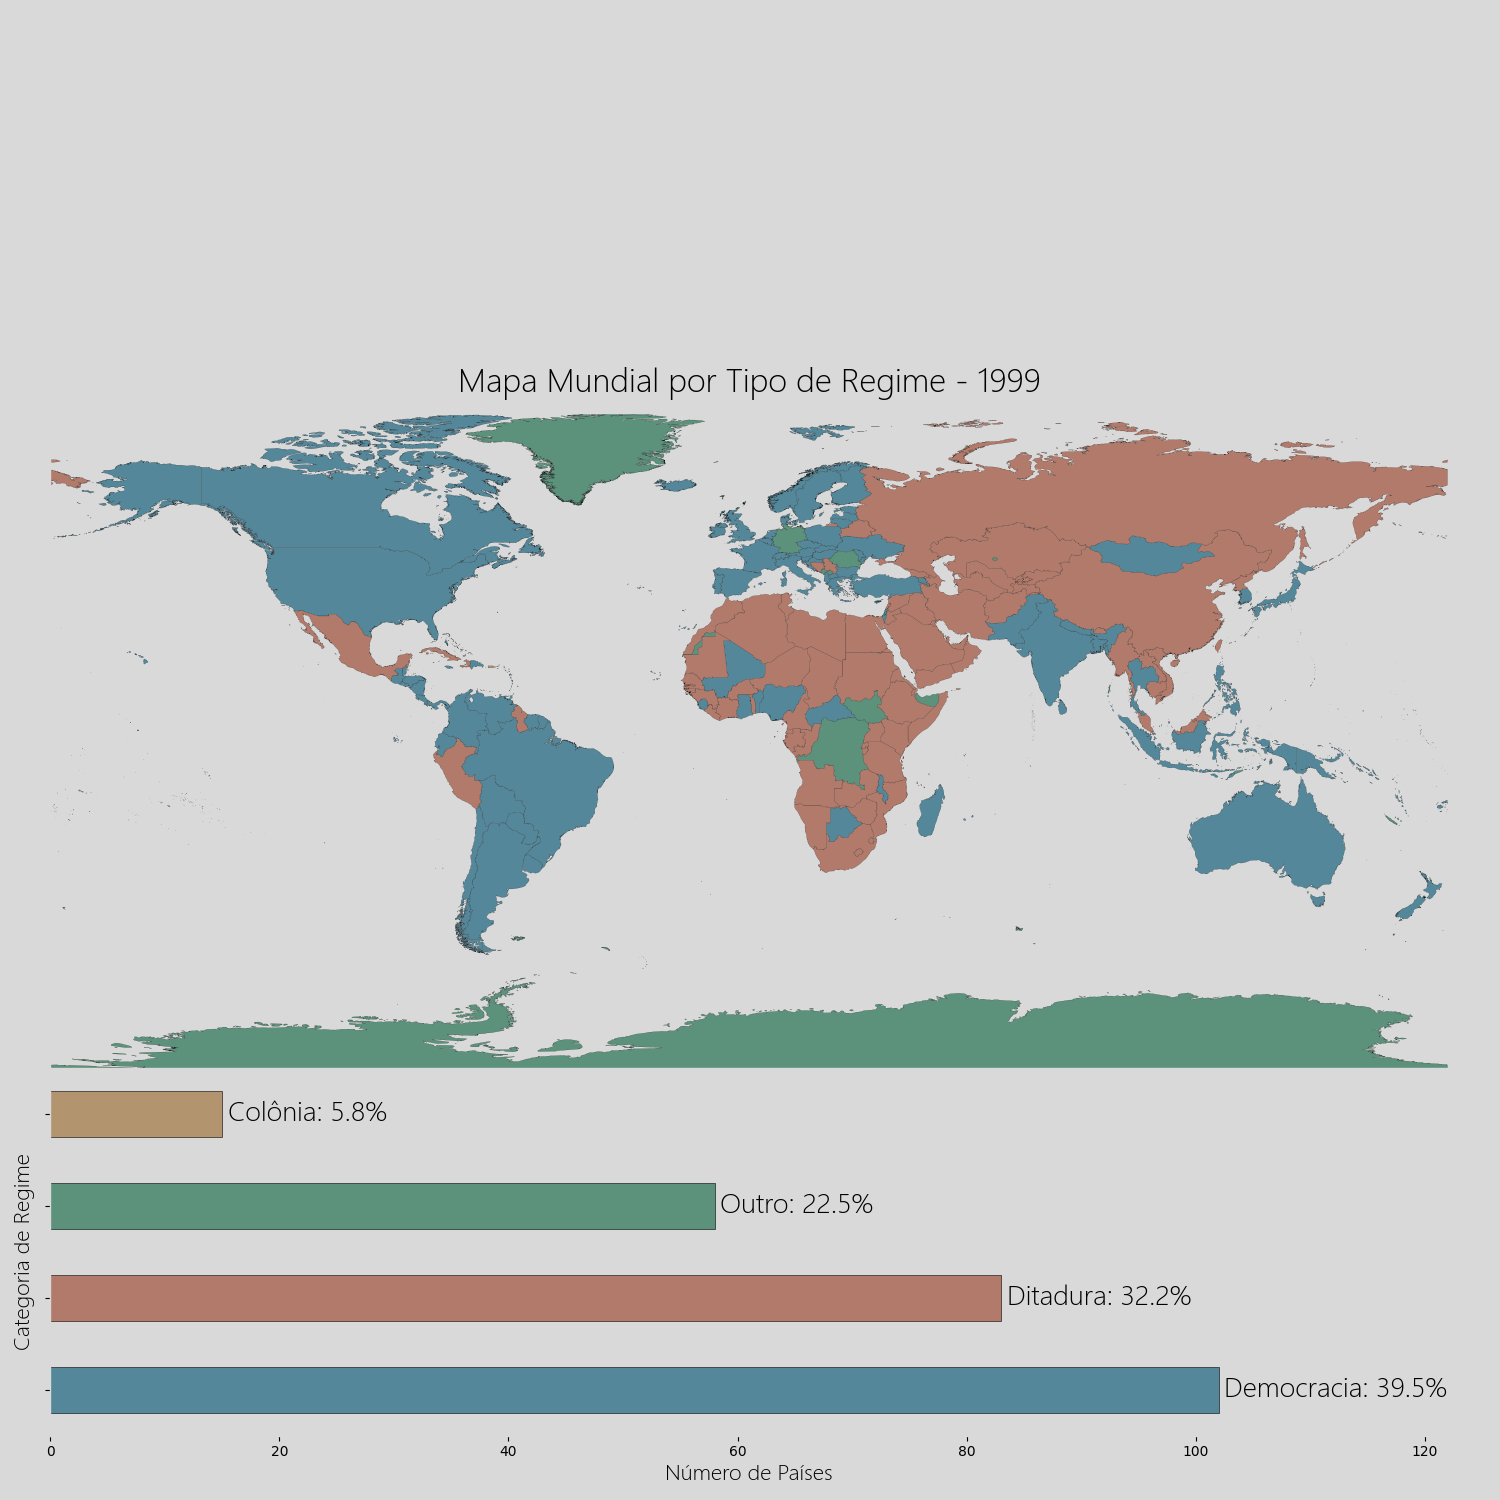 Mapa Mundial por Tipo de Regime - 1999
Colônia: 5.8%
Outro: 22.5%
Ditadura: 32.2%
Democracia: 39.5%
Categoria de Regime
0 20 40 60 80 100 120
Número de Países